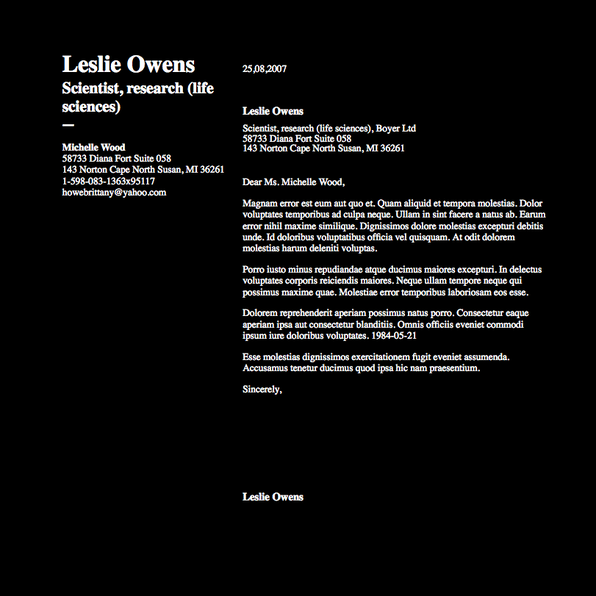 Leslie Owens
Scientist, research (life
sciences)
—
Michelle Wood
58733 Diana Fort Suite 058
143 Norton Cape North Susan, MI 36261
1-598-083-1363x95117
howebrittany@yahoo.com
25,08,2007
Leslie Owens
Scientist, research (life sciences), Boyer Ltd
58733 Diana Fort Suite 058
143 Norton Cape North Susan, MI 36261
Dear Ms. Michelle Wood,
Magnam error est eum aut quo et. Quam aliquid et tempora molestias. Dolor
voluptates temporibus ad culpa neque. Ullam in sint facere a natus ab. Earum
error nihil maxime similique. Dignissimos dolore molestias excepturi debitis
unde. Id doloribus voluptatibus officia vel quisquam. At odit dolorem
molestias harum deleniti voluptas.
Porro iusto minus repudiandae atque ducimus maiores excepturi. In delectus
voluptates corporis reiciendis maiores. Neque ullam tempore neque qui
possimus maxime quae. Molestiae error temporibus laboriosam eos esse.
Dolorem reprehenderit aperiam possimus natus porro. Consectetur eaque
aperiam ipsa aut consectetur blanditiis. Omnis officiis eveniet commodi
ipsum iure doloribus voluptates. 1984-05-21
Esse molestias dignissimos exercitationem fugit eveniet assumenda.
Accusamus tenetur ducimus quod ipsa hic nam praesentium.
Sincerely,
Leslie Owens